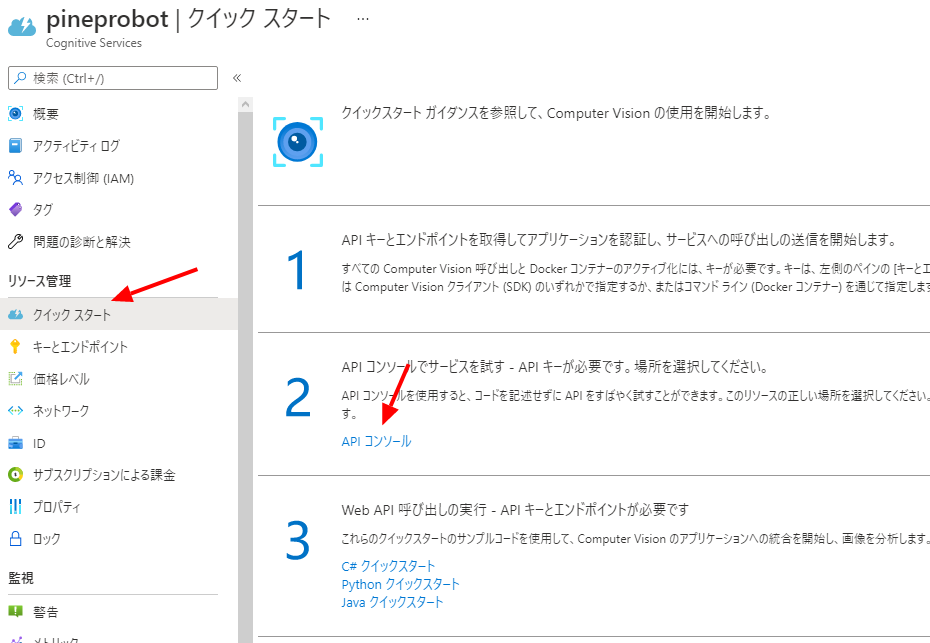 pineprobot | クイック スタート …
Cognitive Services
検索 (Ctrl+/)
«
概要
アクティビティ ログ
アクセス制御 (IAM)
タグ
問題の診断と解決
リソース管理
クイック スタート
キーとエンドポイント
価格レベル
ネットワーク
ID
サブスクリプションによる課金
プロパティ
ロック
監視
警告
メトリック
クイックスタート ガイダンスを参照して、Computer Vision の使用を開始します。
1
API キーとエンドポイントを取得してアプリケーションを認証し、サービスへの呼び出しの送信を開始します。
すべての Computer Vision 呼び出しと Docker コンテナーのアクティブ化には、キーが必要です。キーは、左側のペインの [キーとエ
は Computer Vision クライアント (SDK) のいずれかで指定するか、またはコマンド ライン (Docker コンテナー) を通じて指定しま
2
API コンソールでサービスを試す - API キーが必要です。場所を選択してください。
API コンソールを使用すると、コードを記述せずに API をすばやく試すことができます。このリソースの正しい場所を選択してください。
す。
API コンソール
3
Web API 呼び出しの実行 - API キーとエンドポイントが必要です
これらのクイックスタートのサンプルコードを使用して、Computer Vision のアプリケーションへの統合を開始し、画像を分析します。
C# クイックスタート
Python クイックスタート
Java クイックスタート